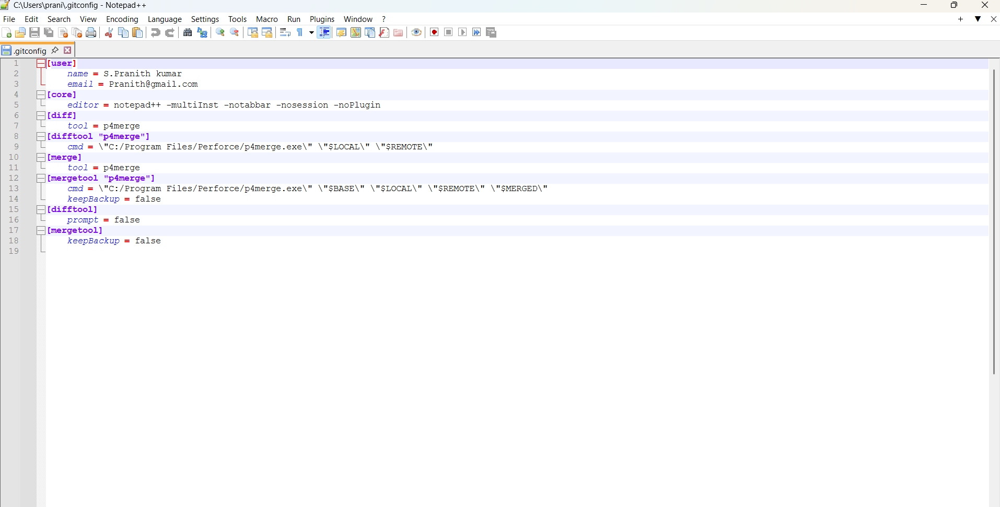 C:\Users\prani\.gitconfig - Notepad++
File Edit Search View Encoding Language Settings Tools Macro Run Plugins Window ?
.gitconfig
1 [user]
2 name = S.Pranith kumar
3 email = Pranith@gmail.com
4 [core]
5 editor = notepad++ -multiInst -notabbar -nosession -noPlugin
6 [diff]
7 tool = p4merge
8 [difftool "p4merge"]
9 cmd = \"C:/Program Files/Perforce/p4merge.exe\" \"$LOCAL\" \"$REMOTE\"
10 [merge]
11 tool = p4merge
12 [mergetool "p4merge"]
13 cmd = \"C:/Program Files/Perforce/p4merge.exe\" \"$BASE\" \"$LOCAL\" \"$REMOTE\" \"$MERGED\"
14 keepBackup = false
15 [difftool]
16 prompt = false
17 [mergetool]
18 keepBackup = false
19